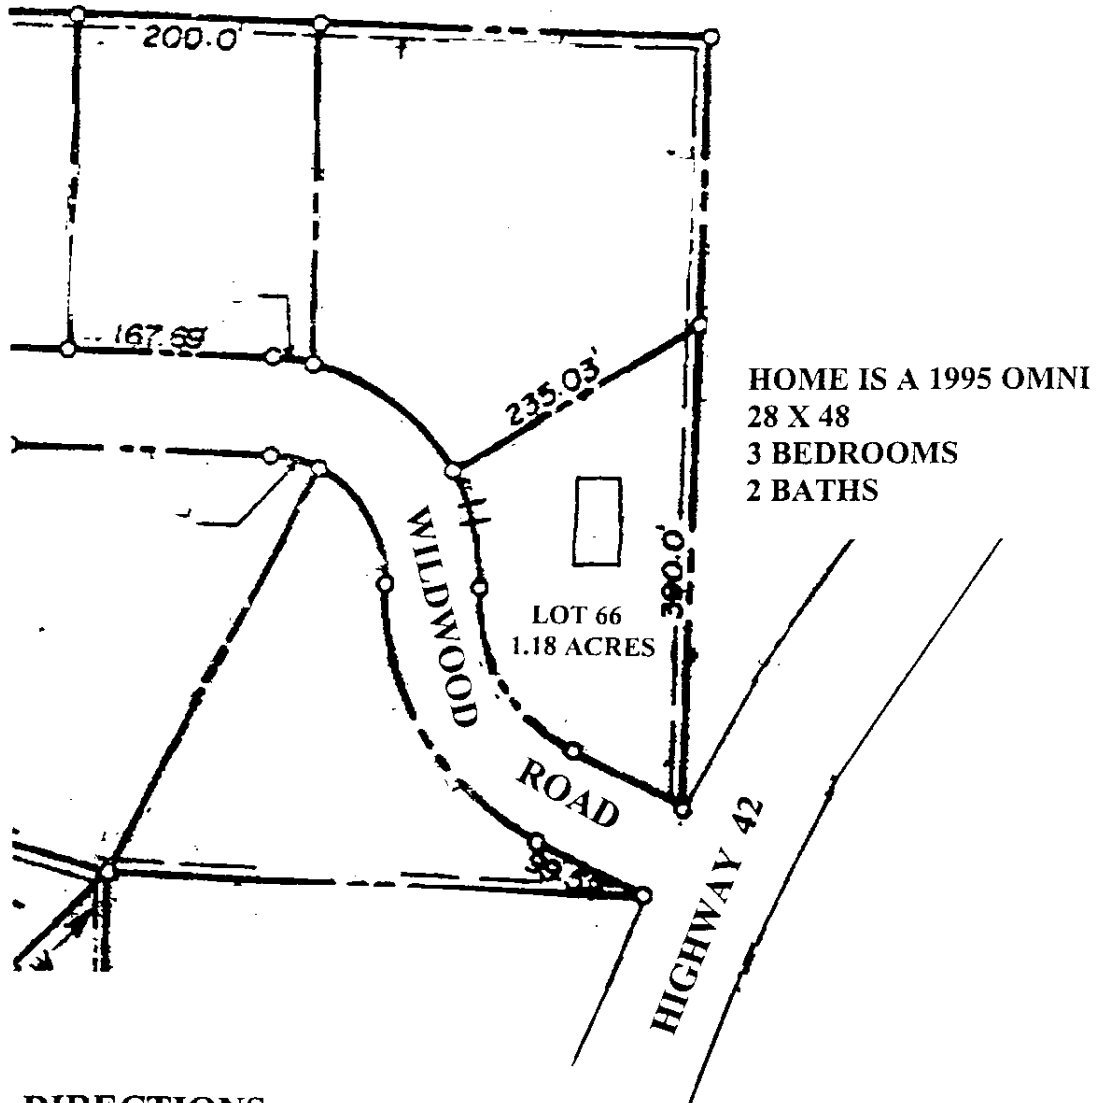 200.0'
167.69
235.03'
HOME IS A 1995 OMNI
28 X 48
3 BEDROOMS
2 BATHS
390.0'
WILDWOOD
ROAD
LOT 66
1.18 ACRES
HIGHWAY 42
DIRECTIONS